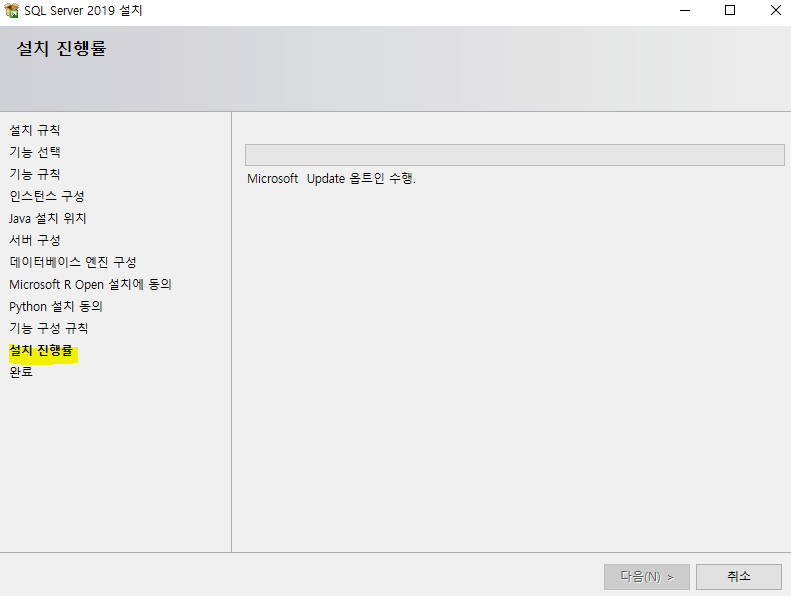 SQL Server 2019 설치
설치 진행률
설치 규칙
기능 선택
기능 규칙
인스턴스 구성
Java 설치 위치
서버 구성
데이터베이스 엔진 구성
Microsoft R Open 설치에 동의
Python 설치 동의
기능 구성 규칙
설치 진행률
완료
Microsoft Update 옵트인 수행.
다음(N) >
취소